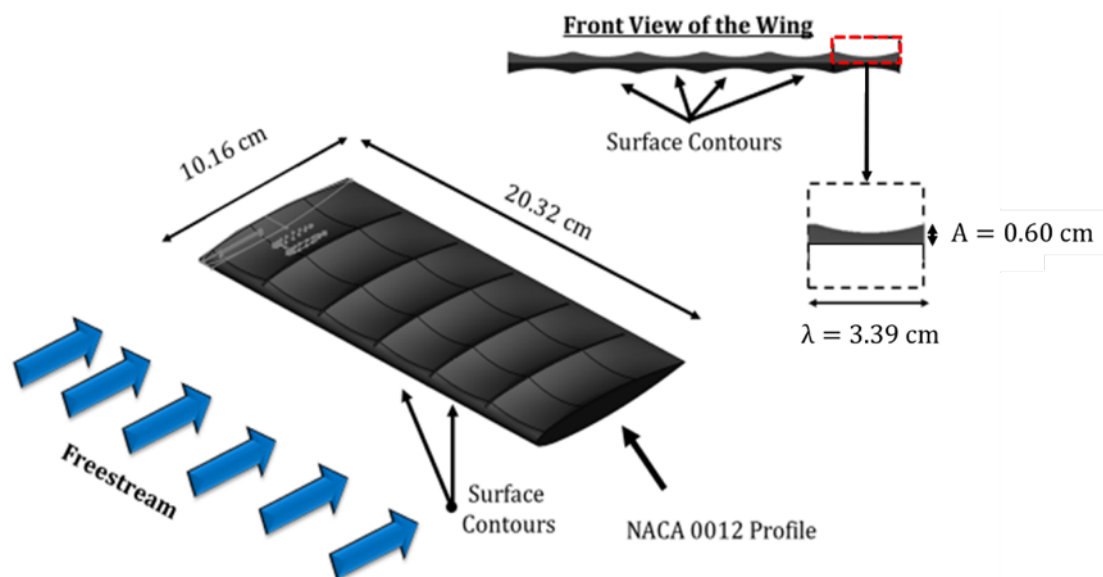 Front View of the Wing
Surface Contours
10.16 cm
20.32 cm
A = 0.60 cm
λ = 3.39 cm
Freestream
Surface
Contours
NACA 0012 Profile